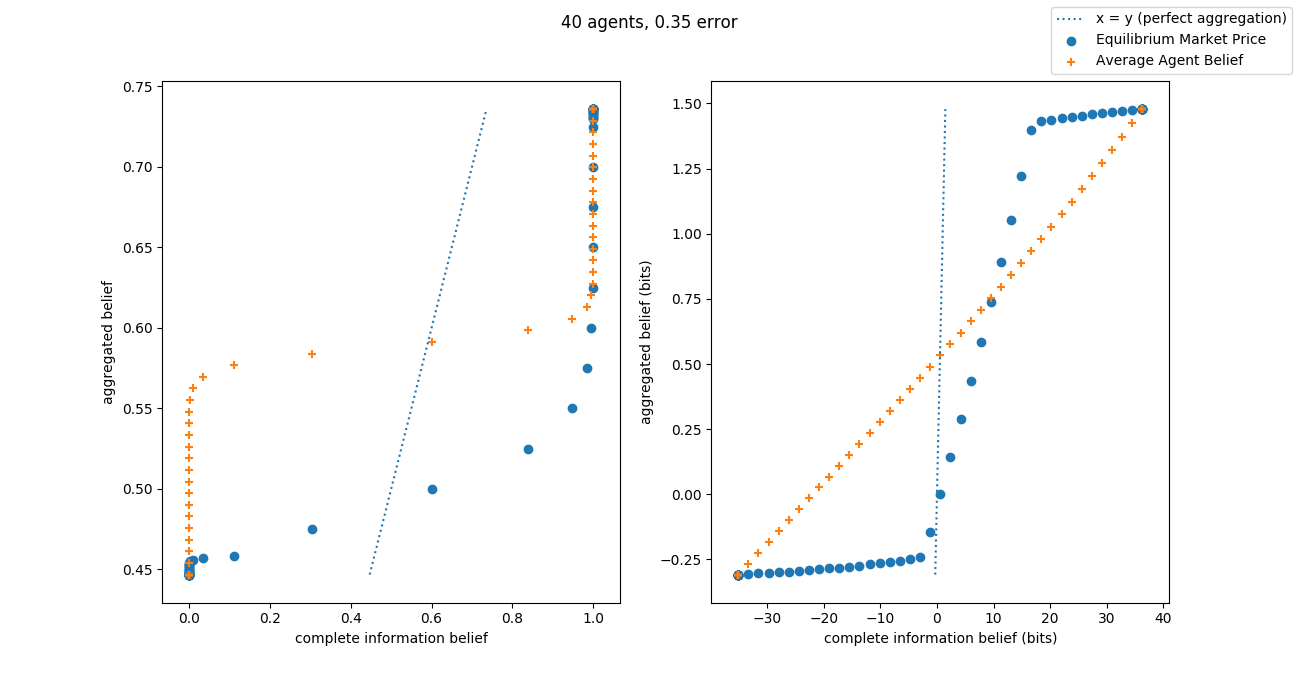 40 agents, 0.35 error
x = y (perfect aggregation)
Equilibrium Market Price
Average Agent Belief
0.75
0.70
0.65
0.60
0.55
0.50
0.45
aggregated belief
0.0 0.2 0.4 0.6 0.8 1.0
complete information belief
1.50
1.25
1.00
0.75
0.50
0.25
0.00
−0.25
aggregated belief (bits)
−30 −20 −10 0 10 20 30 40
complete information belief (bits)